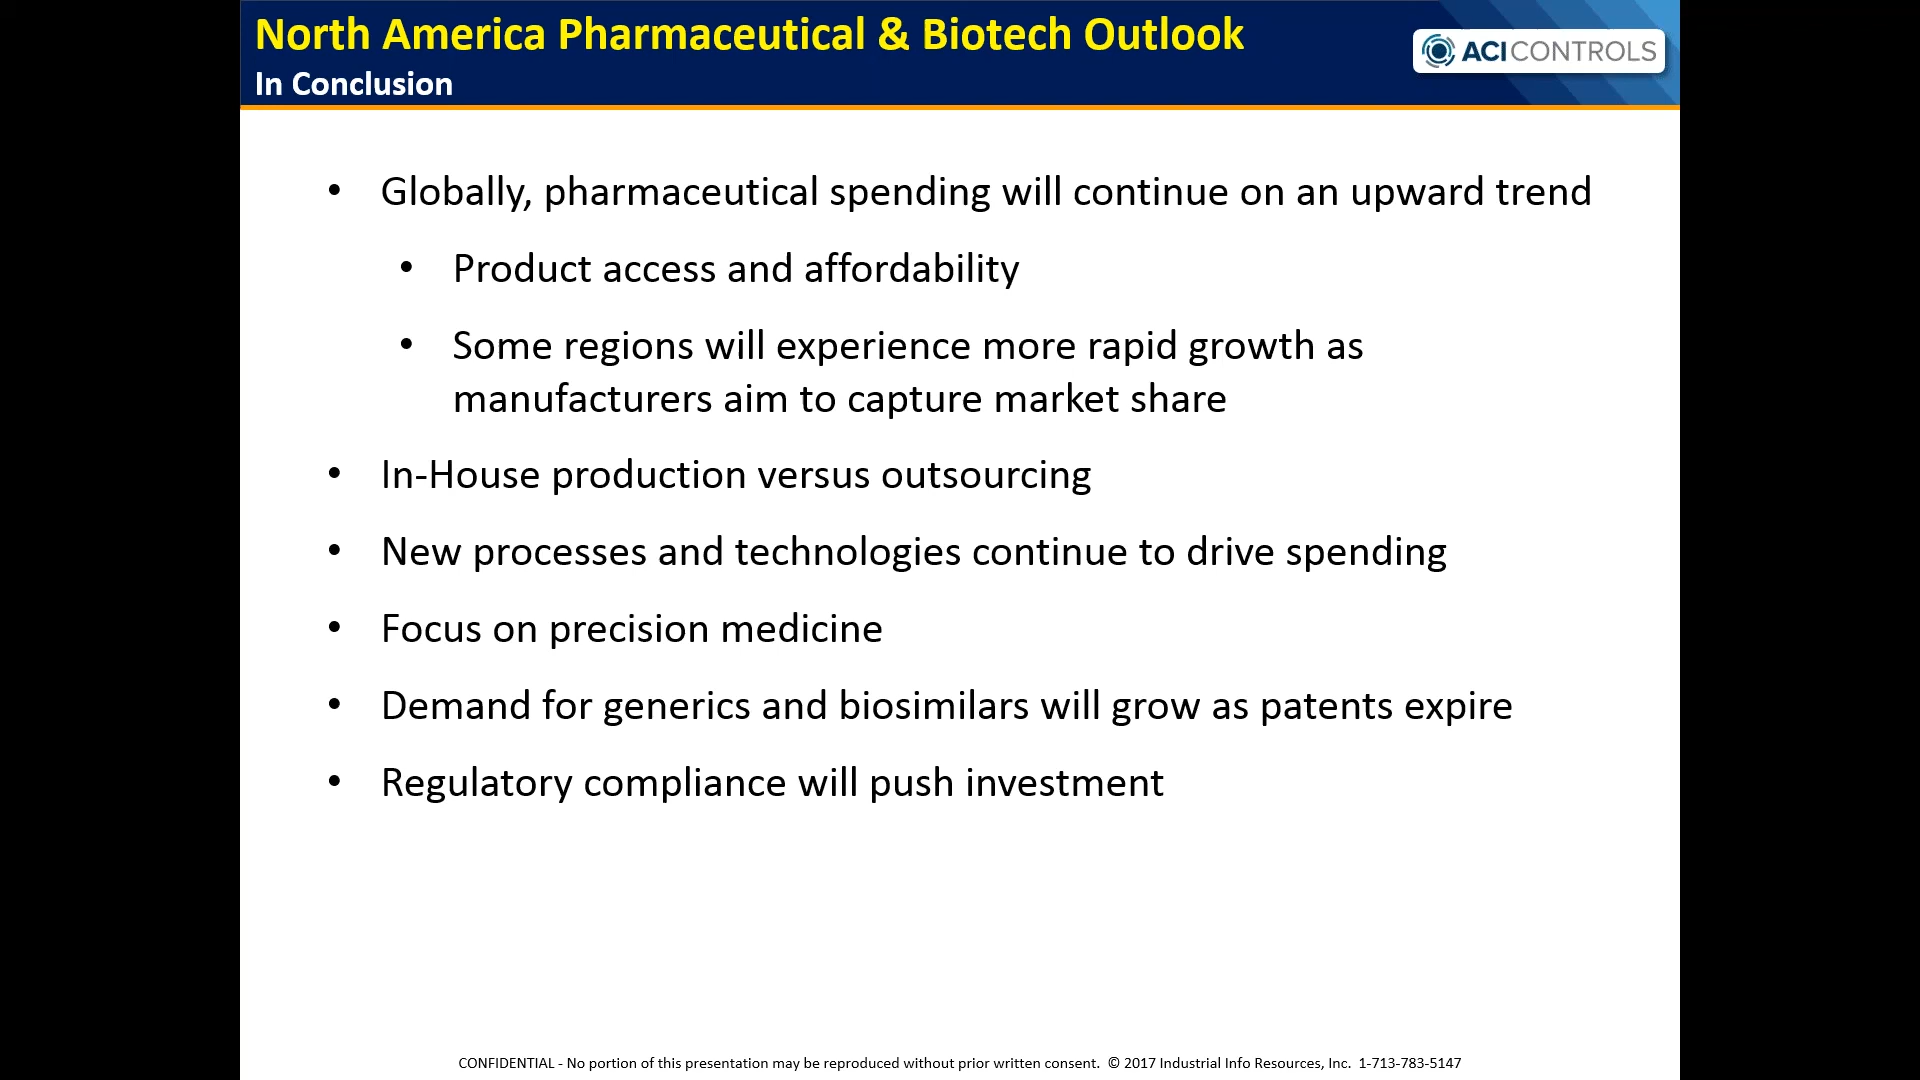 North America Pharmaceutical & Biotech Outlook
In Conclusion
ACI CONTROLS
• Globally, pharmaceutical spending will continue on an upward trend
• Product access and affordability
• Some regions will experience more rapid growth as
manufacturers aim to capture market share
• In-House production versus outsourcing
• New processes and technologies continue to drive spending
• Focus on precision medicine
• Demand for generics and biosimilars will grow as patents expire
• Regulatory compliance will push investment
CONFIDENTIAL - No portion of this presentation may be reproduced without prior written consent. © 2017 Industrial Info Resources, Inc. 1-713-783-5147